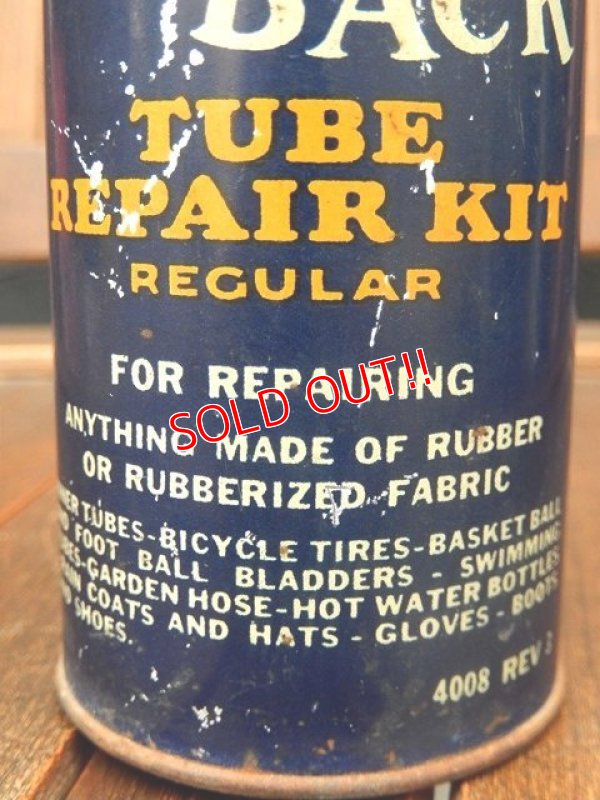 BACK
TUBE
REPAIR KIT
REGULAR
FOR REPAIRING
SOLD OUT!!
ANYTHING MADE OF RUBBER
OR RUBBERIZED FABRIC
TUBES-BICYCLE TIRES-BASKET BALL
FOOT BALL BLADDERS - SWIMMING
-GARDEN HOSE-HOT WATER BOTTLES
COATS AND HATS - GLOVES - BOOTS
SHOES.
4008 REV